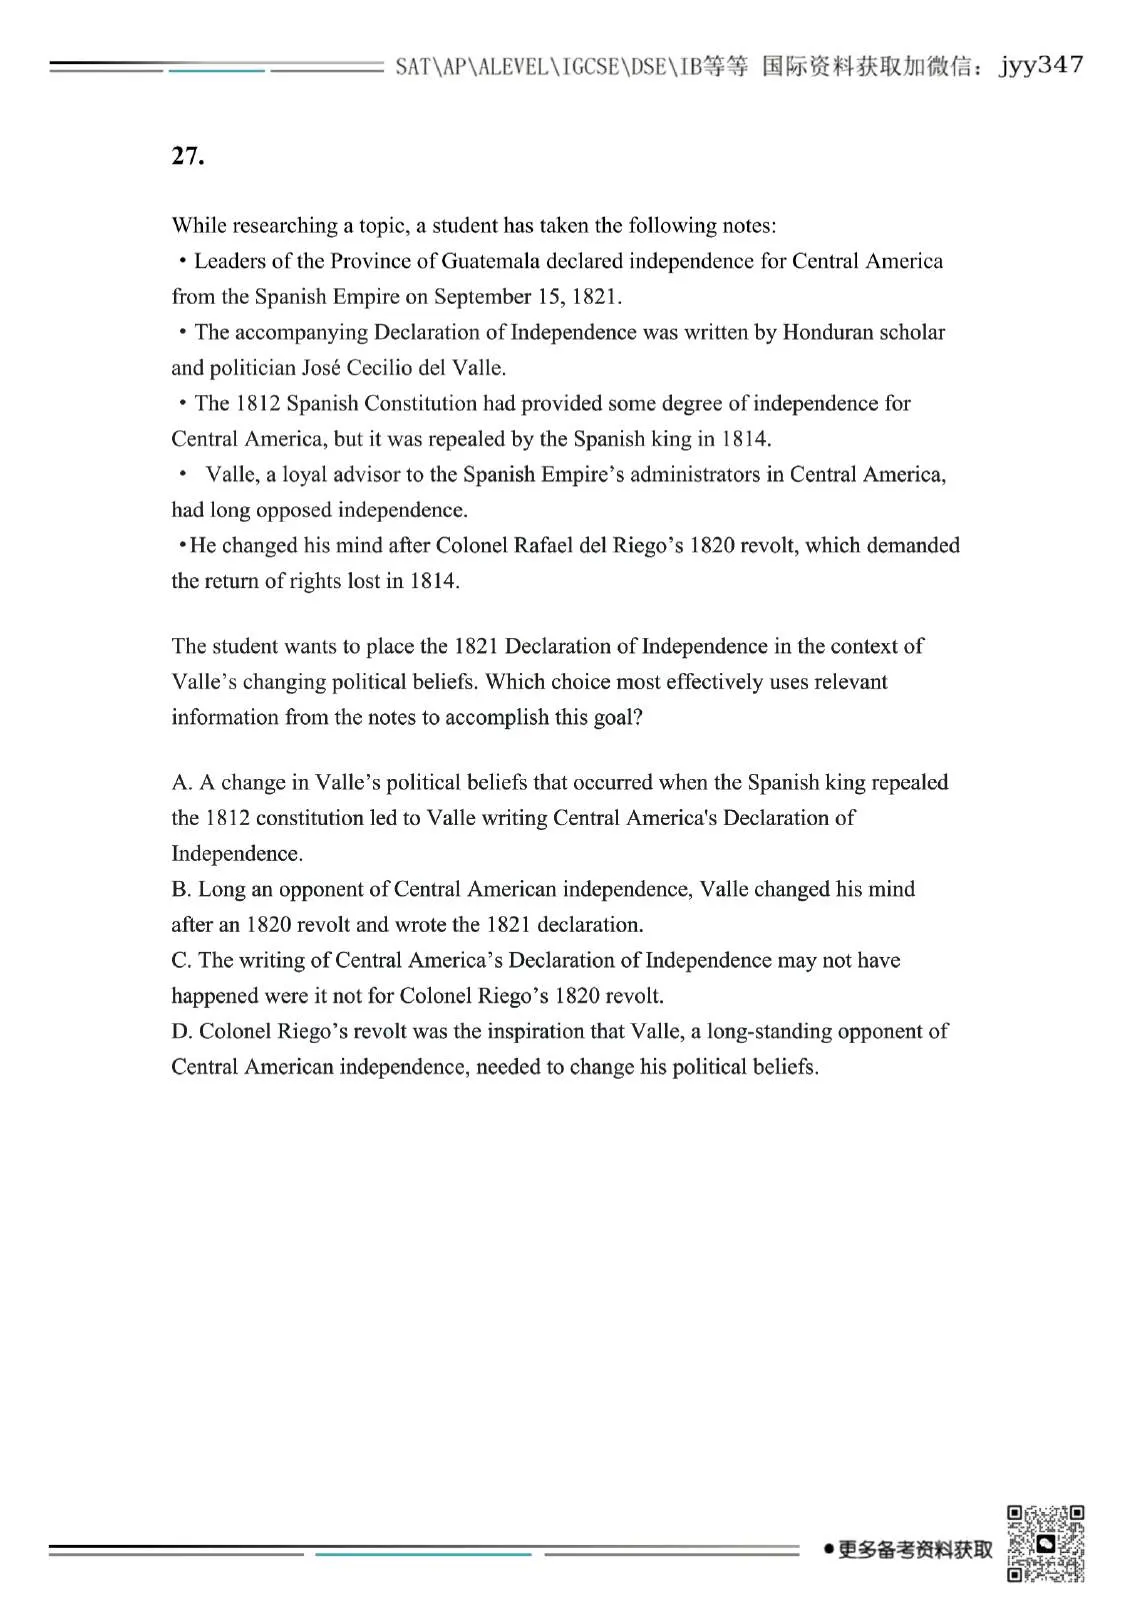 SAT\AP\ALEVEL\IGCSE\DSE\IB等等 国际资料获取加微信： jyy347
27.
While researching a topic, a student has taken the following notes:
• Leaders of the Province of Guatemala declared independence for Central America
from the Spanish Empire on September 15, 1821.
• The accompanying Declaration of Independence was written by Honduran scholar
and politician José Cecilio del Valle.
• The 1812 Spanish Constitution had provided some degree of independence for
Central America, but it was repealed by the Spanish king in 1814.
• Valle, a loyal advisor to the Spanish Empire’s administrators in Central America,
had long opposed independence.
•He changed his mind after Colonel Rafael del Riego’s 1820 revolt, which demanded
the return of rights lost in 1814.
The student wants to place the 1821 Declaration of Independence in the context of
Valle’s changing political beliefs. Which choice most effectively uses relevant
information from the notes to accomplish this goal?
A. A change in Valle’s political beliefs that occurred when the Spanish king repealed
the 1812 constitution led to Valle writing Central America's Declaration of
Independence.
B. Long an opponent of Central American independence, Valle changed his mind
after an 1820 revolt and wrote the 1821 declaration.
C. The writing of Central America’s Declaration of Independence may not have
happened were it not for Colonel Riego’s 1820 revolt.
D. Colonel Riego’s revolt was the inspiration that Valle, a long-standing opponent of
Central American independence, needed to change his political beliefs.
•更多备考资料获取